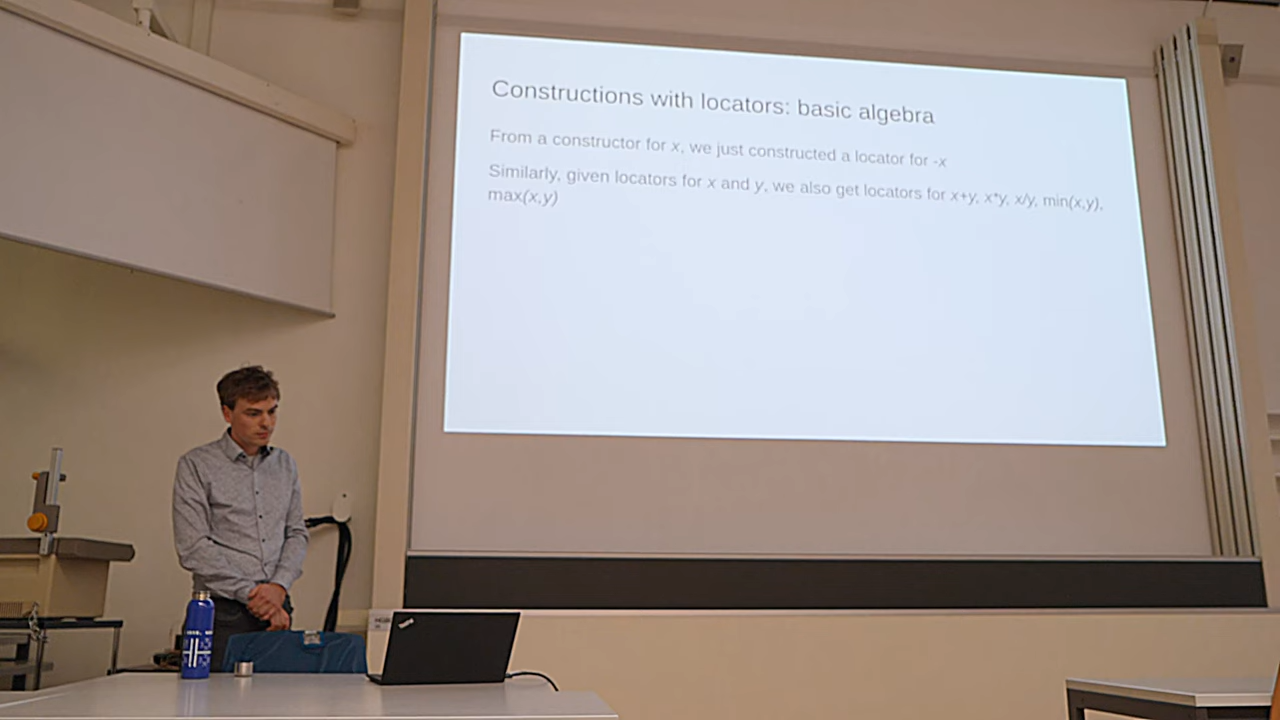 Constructions with locators: basic algebra
From a constructor for x, we just constructed a locator for -x
Similarly, given locators for x and y, we also get locators for x+y, x*y, x/y, min(x,y),
max(x,y)
ThinkPad